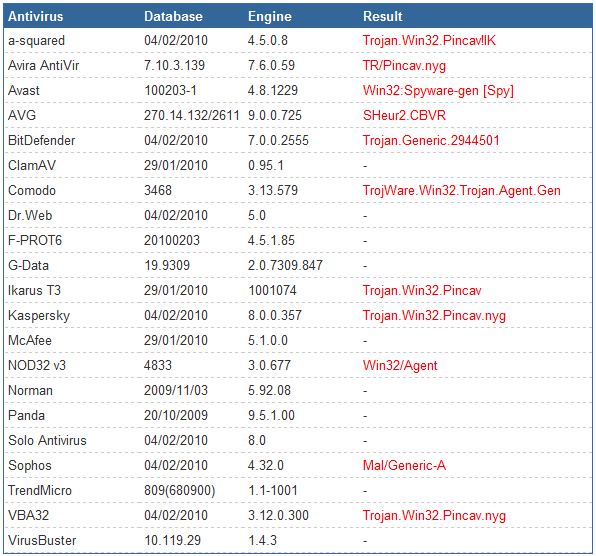 Antivirus Database Engine Result
a-squared 04/02/2010 4.5.0.8 Trojan.Win32.Pincav!IK
Avira AntiVir 7.10.3.139 7.6.0.59 TR/Pincav.nyg
Avast 100203-1 4.8.1229 Win32:Spyware-gen [Spy]
AVG 270.14.132/2611 9.0.0.725 SHeur2.CBVR
BitDefender 04/02/2010 7.0.0.2555 Trojan.Generic.2944501
ClamAV 29/01/2010 0.95.1 -
Comodo 3468 3.13.579 TrojWare.Win32.Trojan.Agent.Gen
Dr.Web 04/02/2010 5.0 -
F-PROT6 20100203 4.5.1.85 -
G-Data 19.9309 2.0.7309.847 -
Ikarus T3 29/01/2010 1001074 Trojan.Win32.Pincav
Kaspersky 04/02/2010 8.0.0.357 Trojan.Win32.Pincav.nyg
McAfee 29/01/2010 5.1.0.0 -
NOD32 v3 4833 3.0.677 Win32/Agent
Norman 2009/11/03 5.92.08 -
Panda 20/10/2009 9.5.1.00 -
Solo Antivirus 04/02/2010 8.0 -
Sophos 04/02/2010 4.32.0 Mal/Generic-A
TrendMicro 809(680900) 1.1-1001 -
VBA32 04/02/2010 3.12.0.300 Trojan.Win32.Pincav.nyg
VirusBuster 10.119.29 1.4.3 -